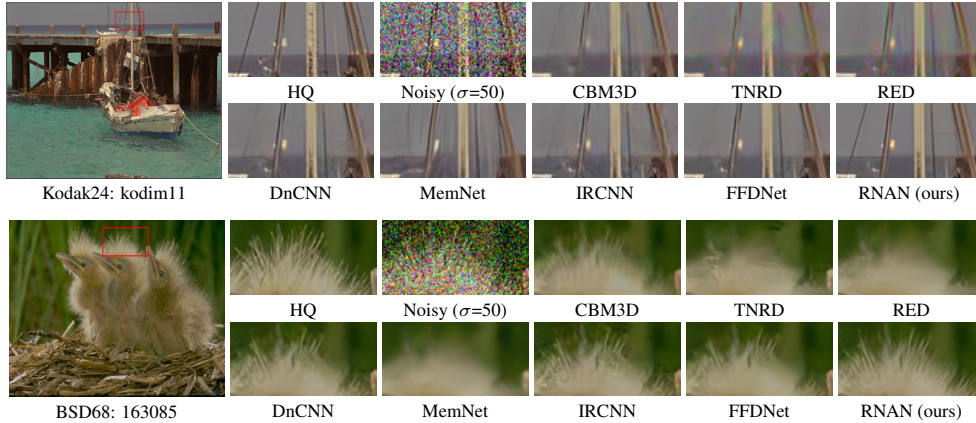 HQ Noisy (σ=50) CBM3D TNRD RED
DnCNN MemNet IRCNN FFDNet RNAN (ours)
Kodak24: kodim11
HQ Noisy (σ=50) CBM3D TNRD RED
DnCNN MemNet IRCNN FFDNet RNAN (ours)
BSD68: 163085